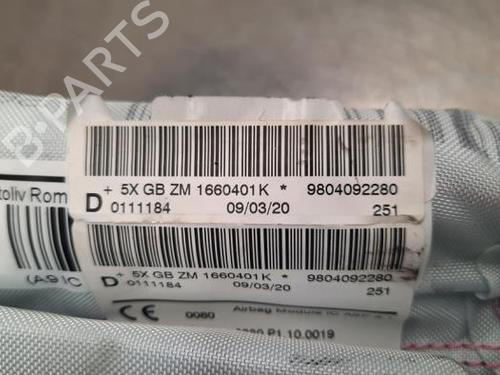 B-PARTS
+ 5X GB ZM 1660401K * 9804092280
D 0111184 09/03/20 251
toliv Rom
+ 5X GB ZM 1660401K * 9804092280
D 0111184 09/03/20 251
(A9)C
CE 0080 Airbag Module
P1.10.0019